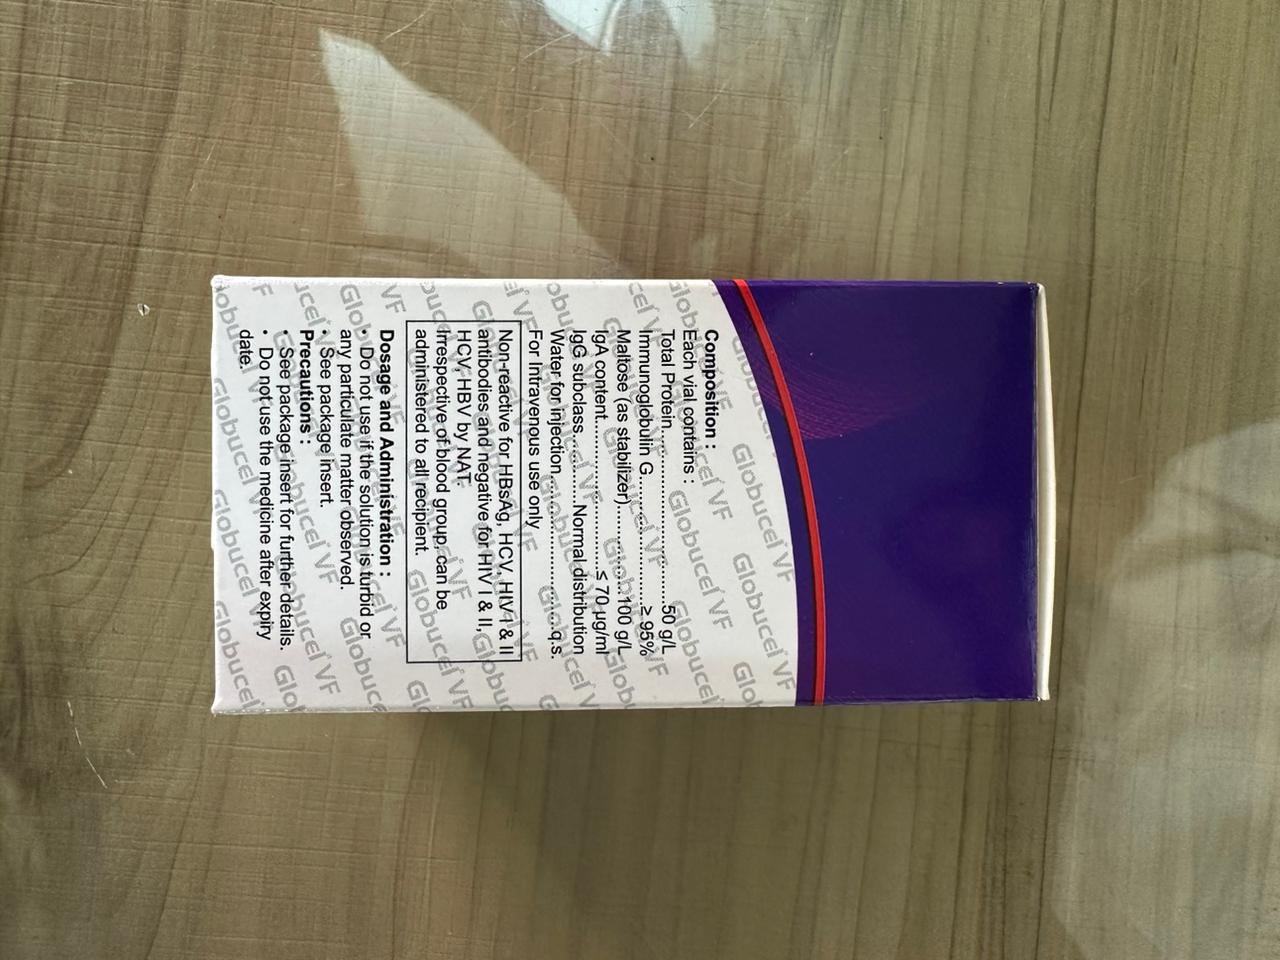 Composition :
Each vial contains :
Total Protein..............................50 g/L
Immunoglobulin G.......................≥ 95%
Maltose (as stabilizer)................100 g/L
IgA content..........................≤ 70 µg/ml
IgG subclass............Normal distribution
Water for injection ......................q.s.
For Intravenous use only
Non-reactive for HBsAg, HCV, HIV-I & II
antibodies and negative for HIV I & II,
HCV, HBV by NAT.
Irrespective of blood group, can be
administered to all recipient.
Dosage and Administration :
• Do not use if the solution is turbid or
any particulate matter observed.
• See package insert.
Precautions :
• See package insert for further details.
• Do not use the medicine after expiry
date.
Globucel VF